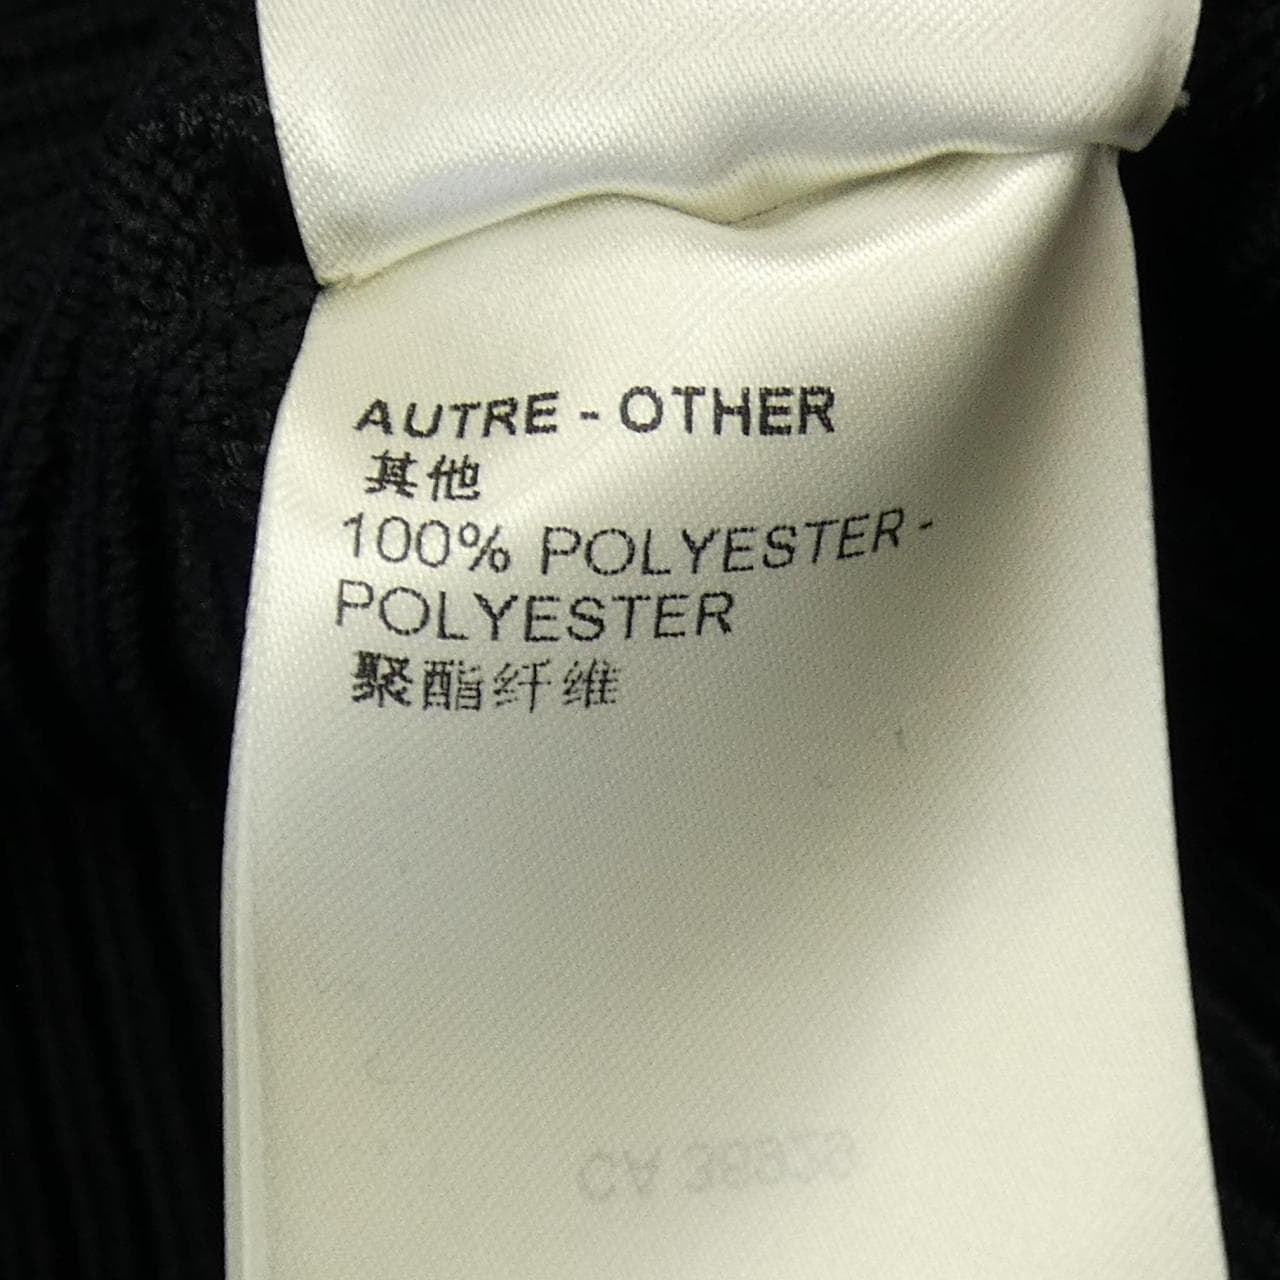 AUTRE - OTHER
其他
100% POLYESTER -
POLYESTER
聚酯纤维